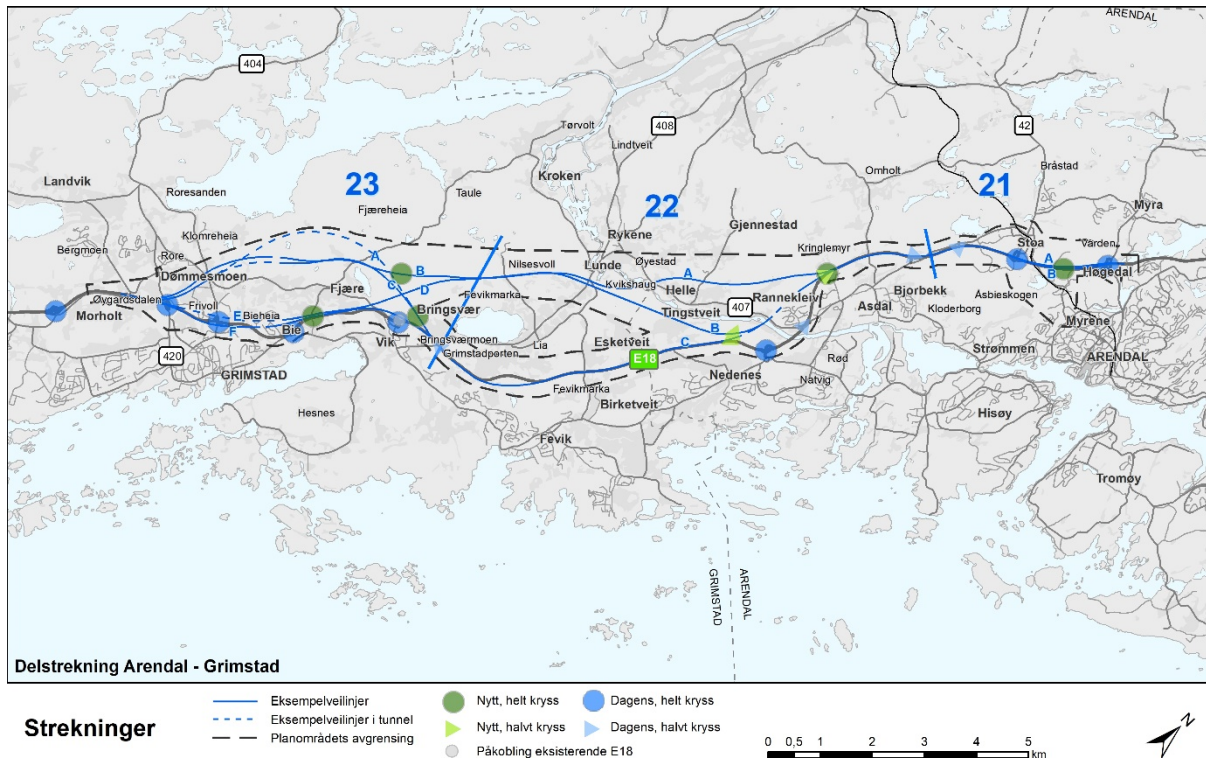 ARENDAL
404
Tørvolt
408
42
Lindtveit
Bråstad
Landvik
Roresanden
23
Taule
Kroken
22
Omholt
21
Fjæreheia
Myra
Bergmoen
Klomreheia
Rykene
Gjennestad
Rore
Nilsesvoll
Lunde
Øyestad
Kringlemyr
Stoa
Varden
Dømmesmoen
A
B
A
A
Kvikshaug
Helle
B
Høgedal
Øygardsdalen
Fjære
C
D
Fevikmarka
407
Rannekleiv
Bjorbekk
Åsbieskogen
Morholt
Frivoll
Bieheia
E
Bringsvær
Tingstveit
Asdal
Kloderborg
F
Bie
Vik
Bringsværmoen
Lia
Esketveit
B
Myrene
420
Grimstadporten
C
Rød
Strømmen
ARENDAL
GRIMSTAD
E18
Nedenes
Natvig
Fevikmarka
Hesnes
Birketveit
Hisøy
Fevik
Tromøy
GRIMSTAD
ARENDAL
Delstrekning Arendal - Grimstad
Strekninger
Eksempelveilinjer
Eksempelveilinjer i tunnel
Planområdets avgrensing
Nytt, helt kryss
Nytt, halvt kryss
Påkobling eksisterende E18
Dagens, helt kryss
Dagens, halvt kryss
0 0,5 1 2 3 4 5
km
N